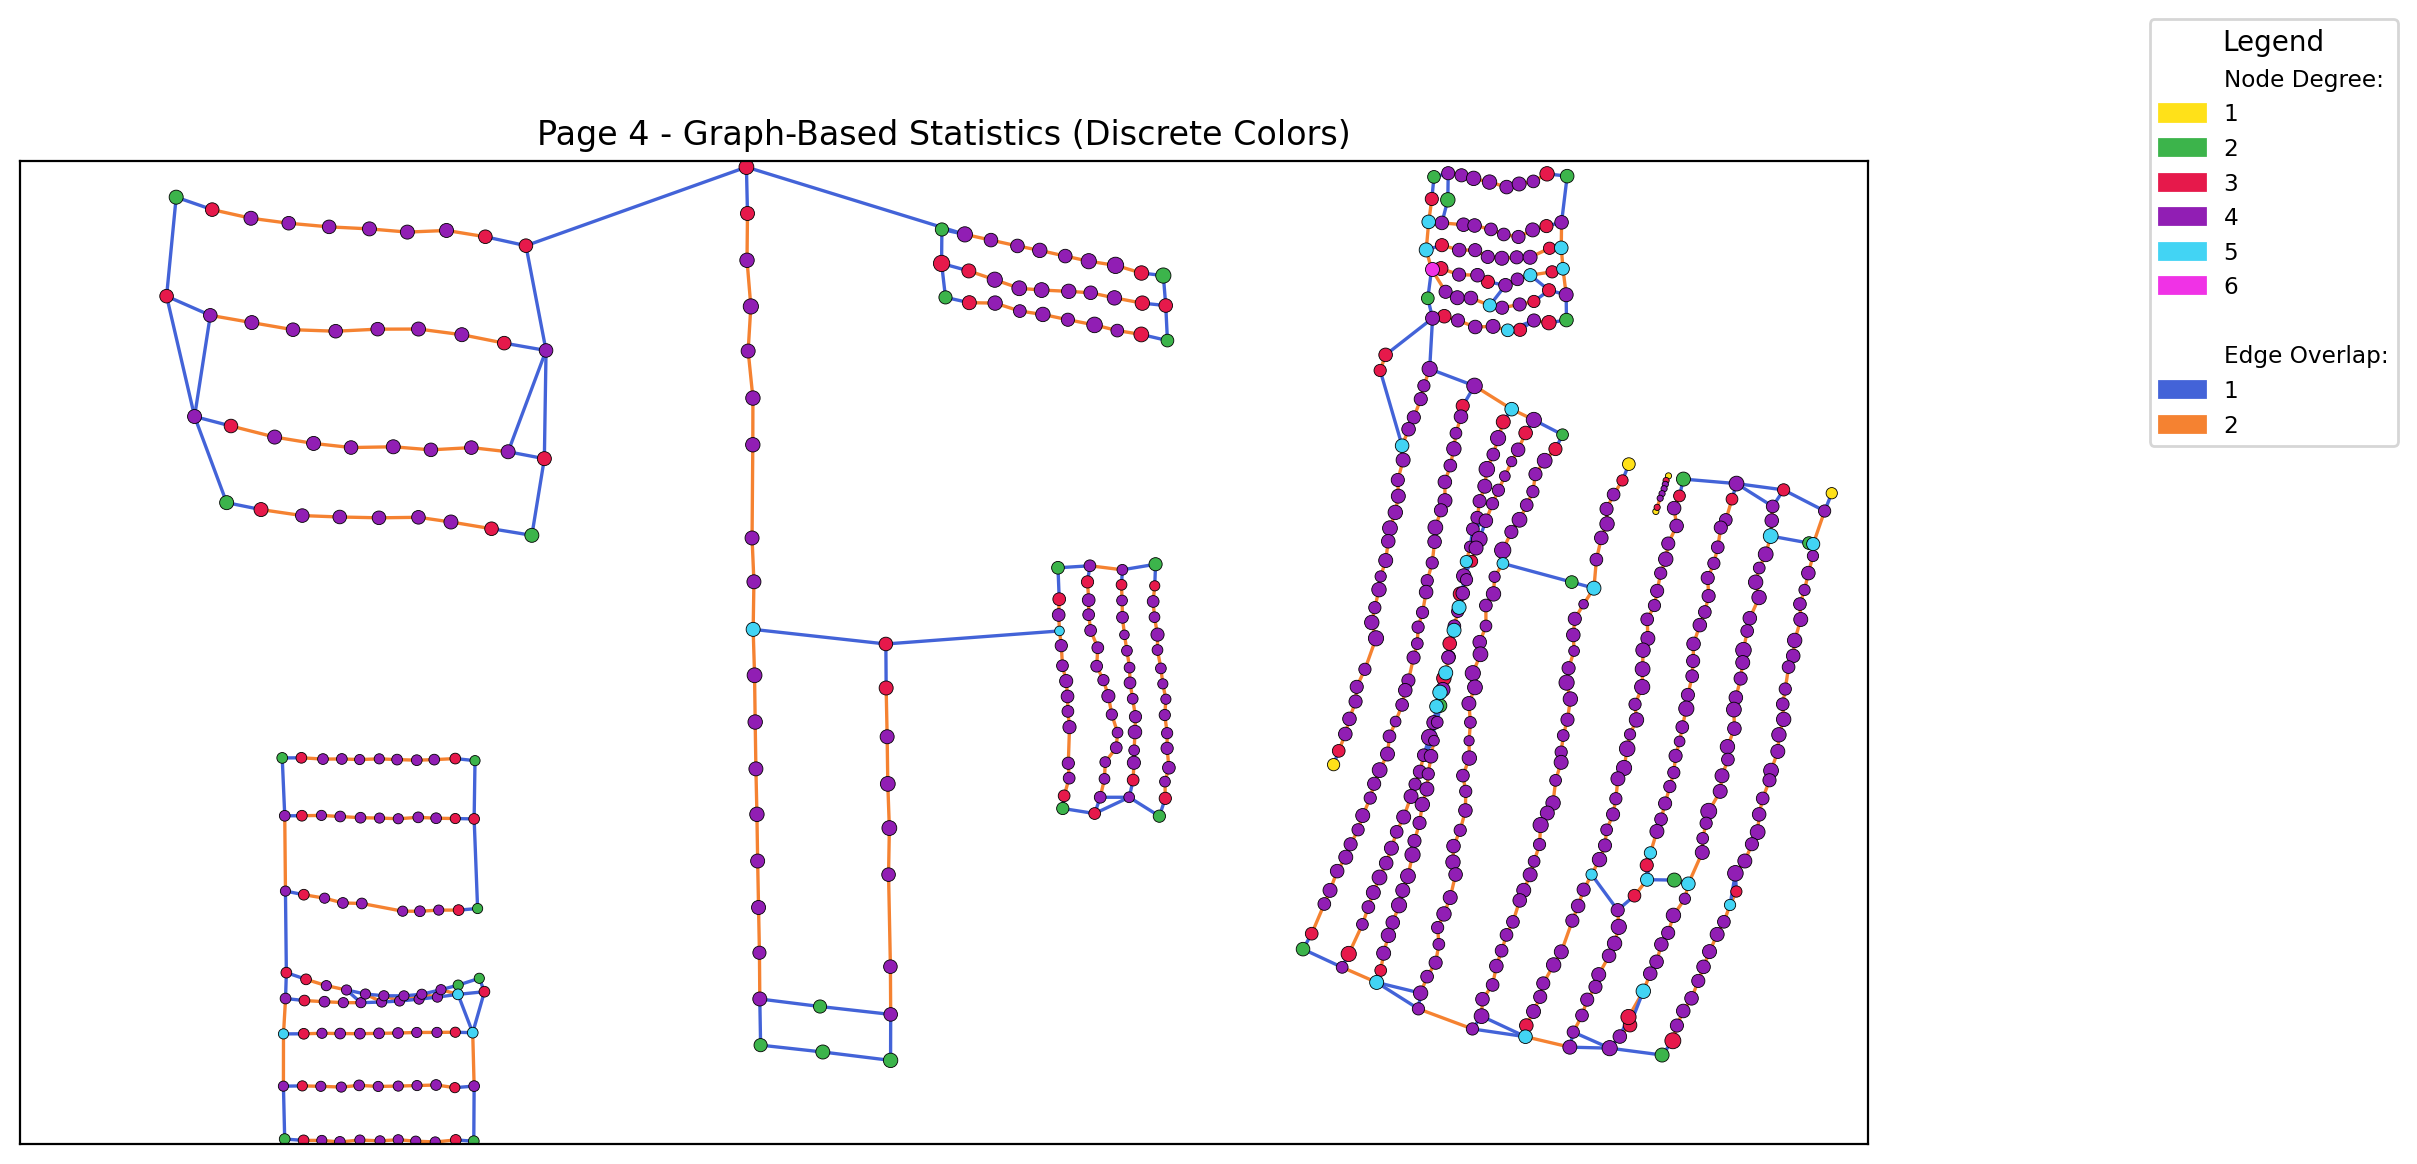 Page 4 - Graph-Based Statistics (Discrete Colors)
Legend
Node Degree:
1
2
3
4
5
6
Edge Overlap:
1
2